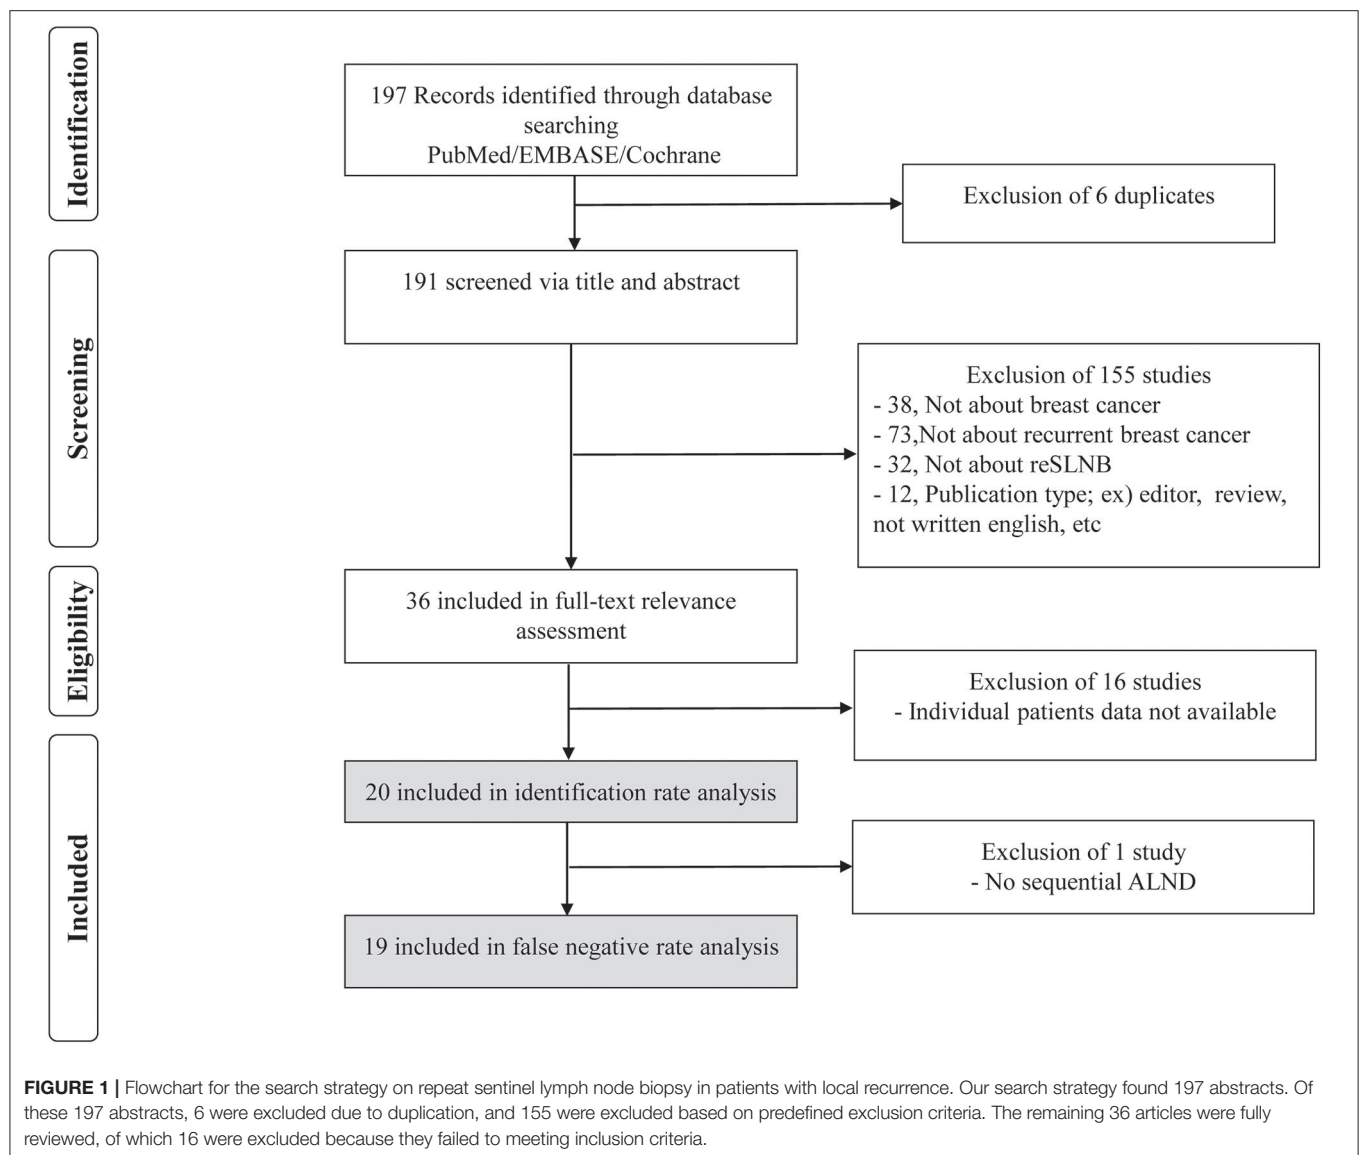 Identification
197 Records identified through database
searching
PubMed/EMBASE/Cochrane
Exclusion of 6 duplicates
Screening
191 screened via title and abstract
Exclusion of 155 studies
- 38, Not about breast cancer
- 73,Not about recurrent breast cancer
- 32, Not about reSLNB
- 12, Publication type; ex) editor, review,
not written english, etc
Eligibility
36 included in full-text relevance
assessment
Exclusion of 16 studies
- Individual patients data not available
Included
20 included in identification rate analysis
Exclusion of 1 study
- No sequential ALND
19 included in false negative rate analysis
FIGURE 1 | Flowchart for the search strategy on repeat sentinel lymph node biopsy in patients with local recurrence. Our search strategy found 197 abstracts. Of
these 197 abstracts, 6 were excluded due to duplication, and 155 were excluded based on predefined exclusion criteria. The remaining 36 articles were fully
reviewed, of which 16 were excluded because they failed to meeting inclusion criteria.